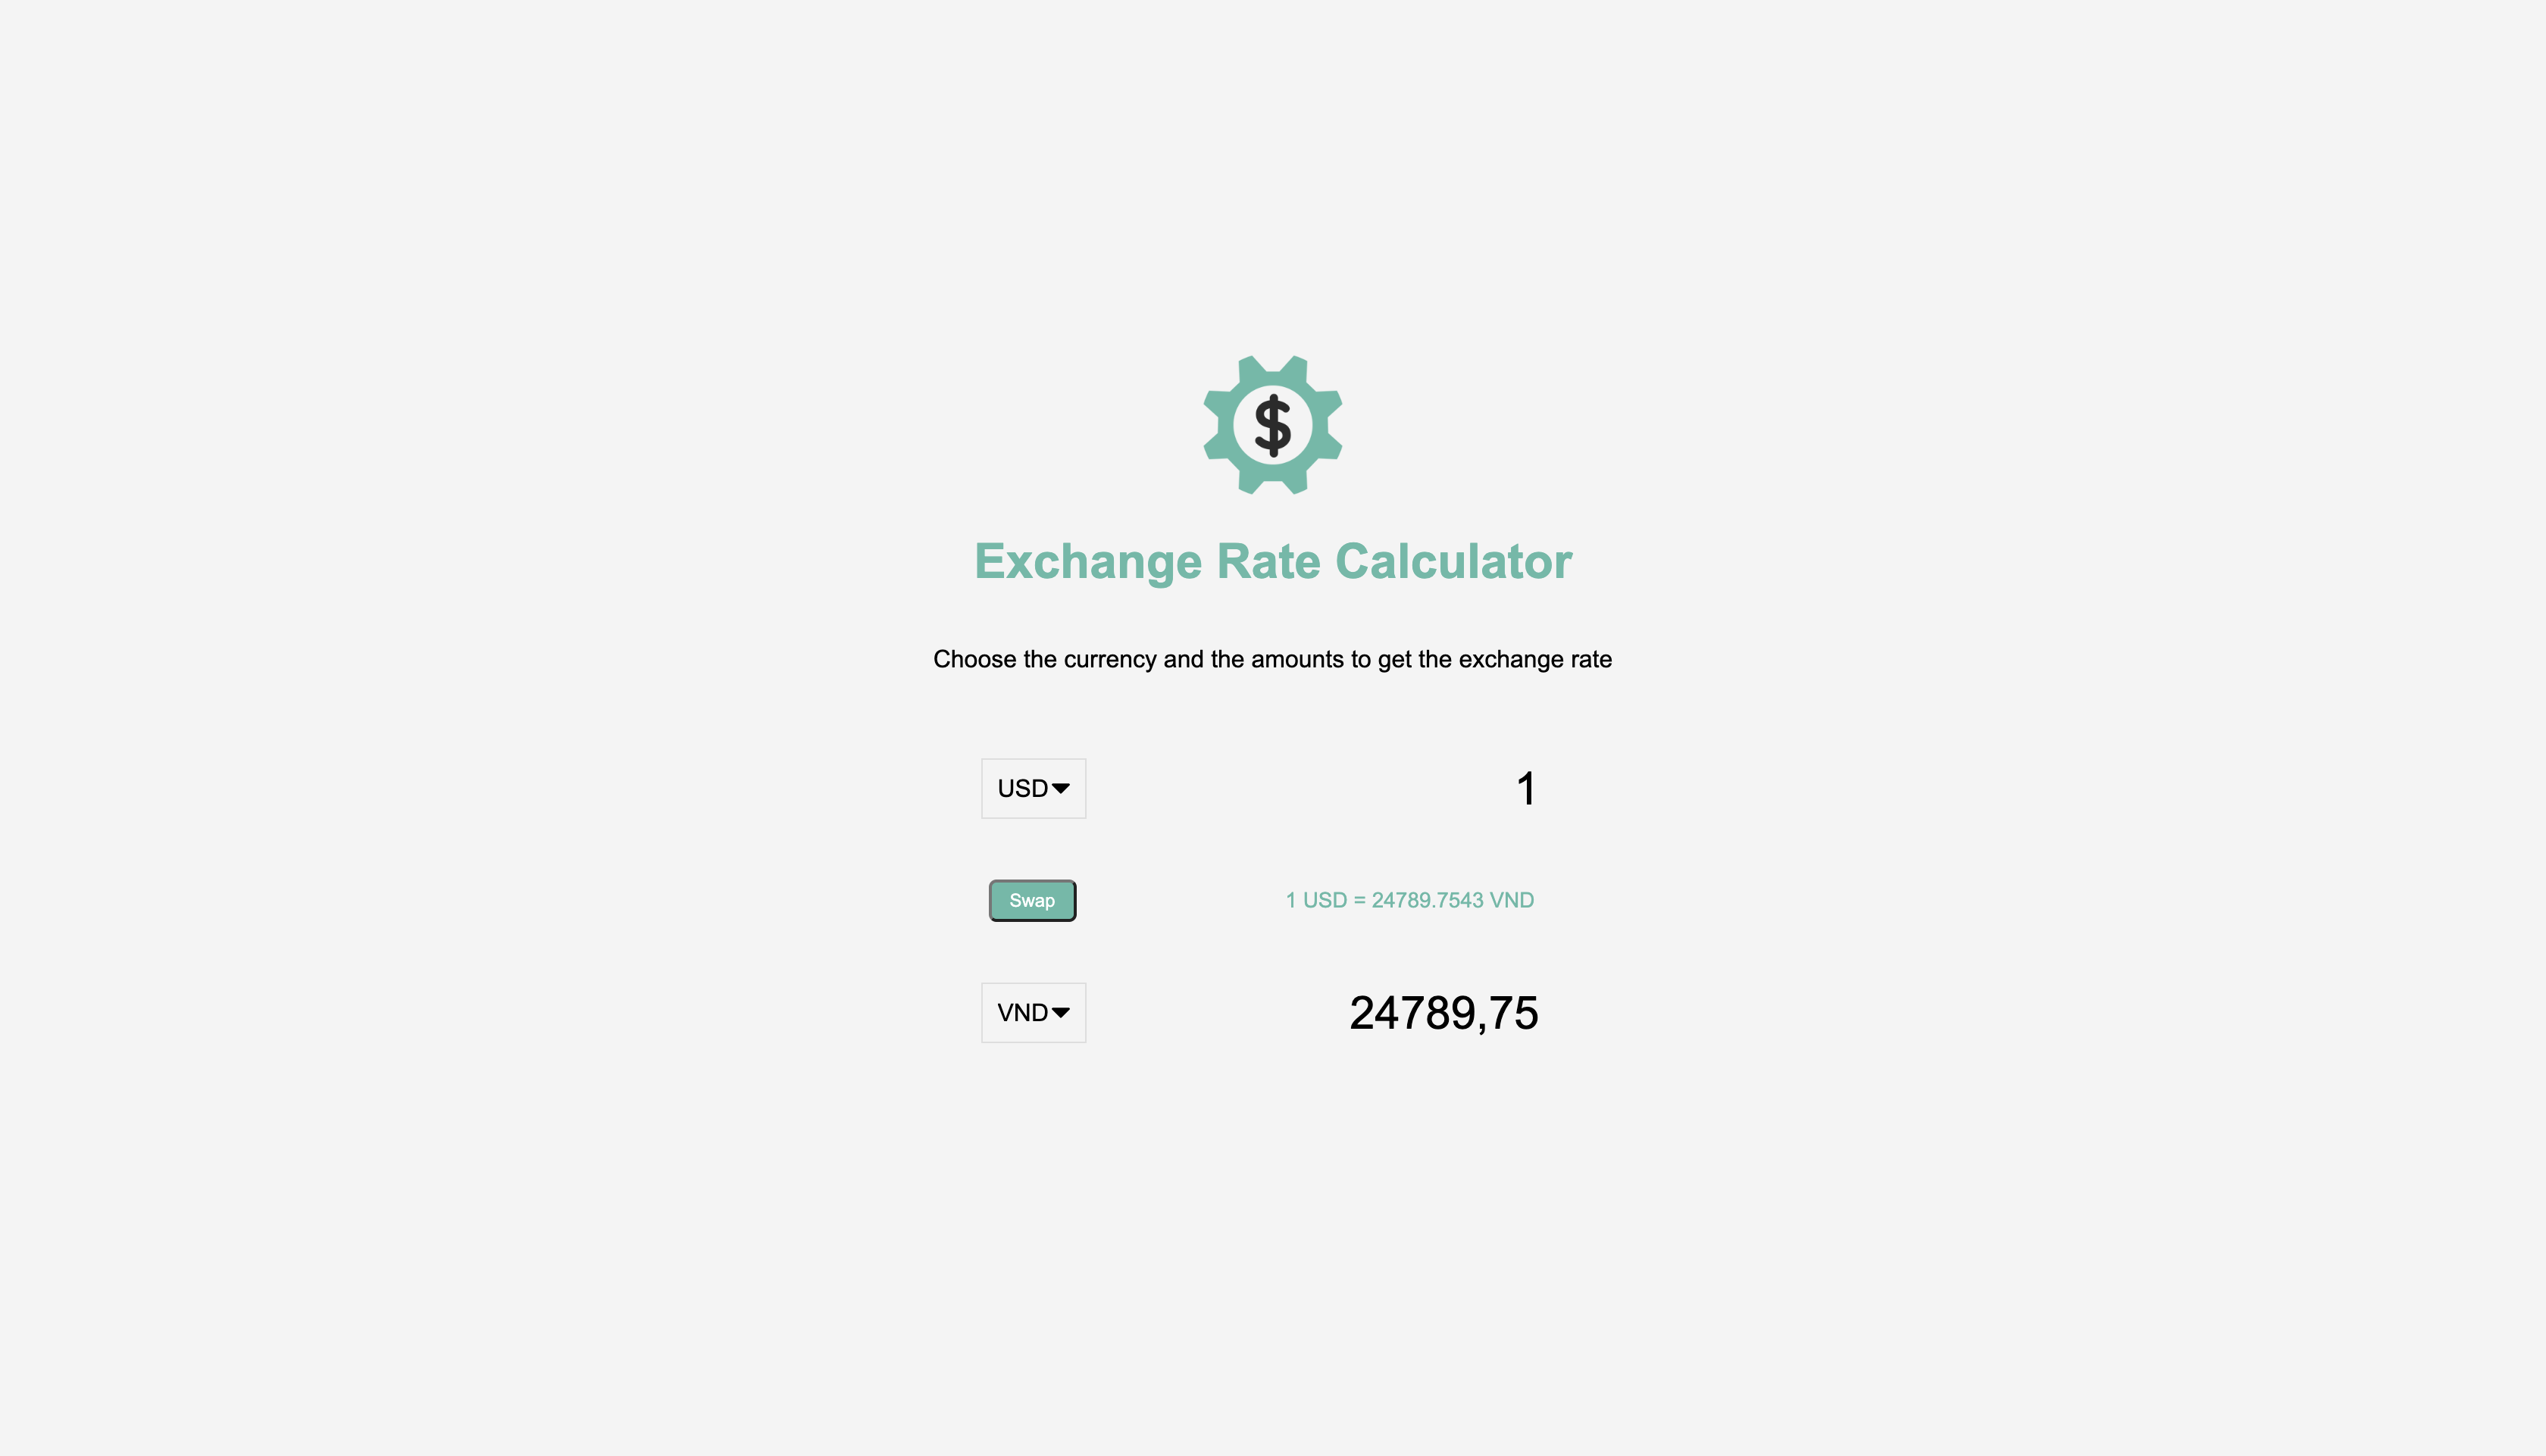 $
Exchange Rate Calculator
Choose the currency and the amounts to get the exchange rate
USD
1
Swap
1 USD = 24789.7543 VND
VND
24789,75